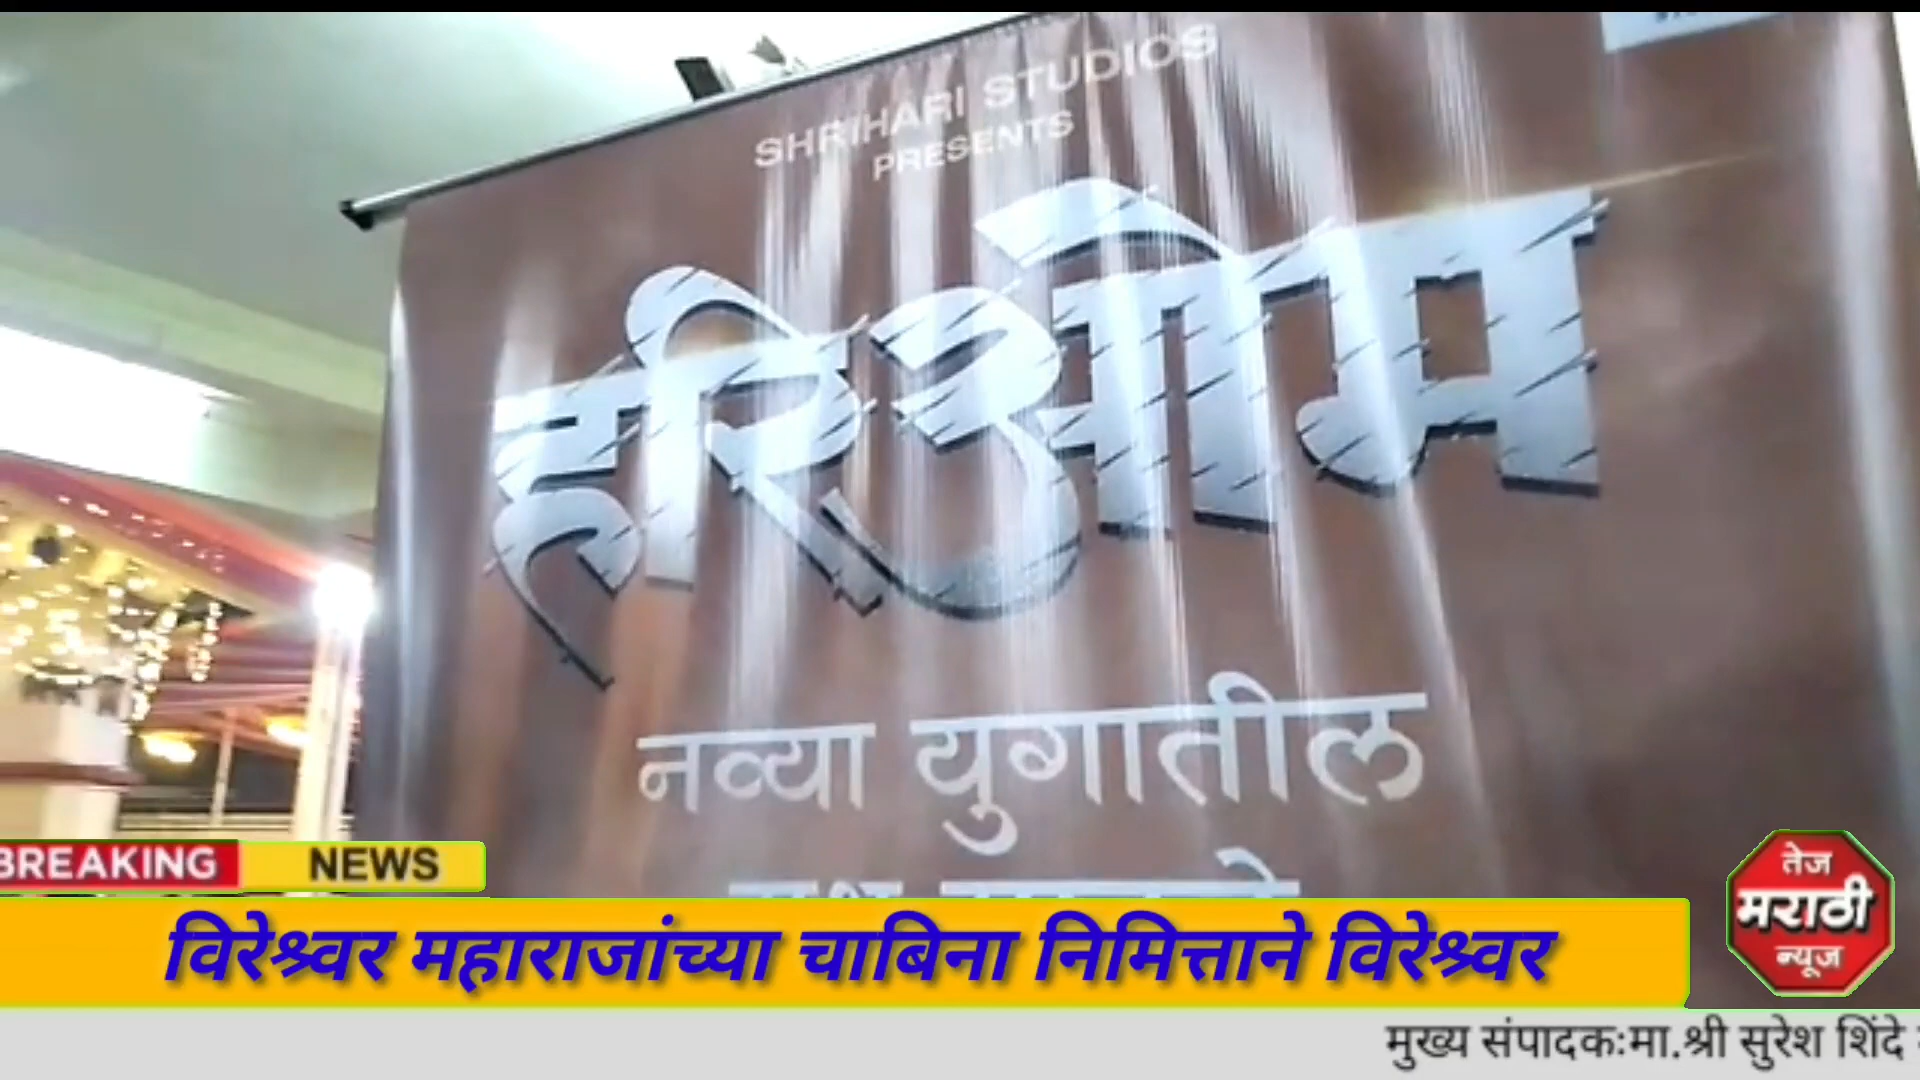 SHRIHARI STUDIOS
PRESENTS
हरिओम
नव्या युगातील
BREAKING NEWS
विरेश्र्वर महाराजांच्या चाबिना निमित्ताने विरेश्र्वर
तेज
मराठी
न्यूज
मुख्य संपादकःमा.श्री सुरेश शिंदे